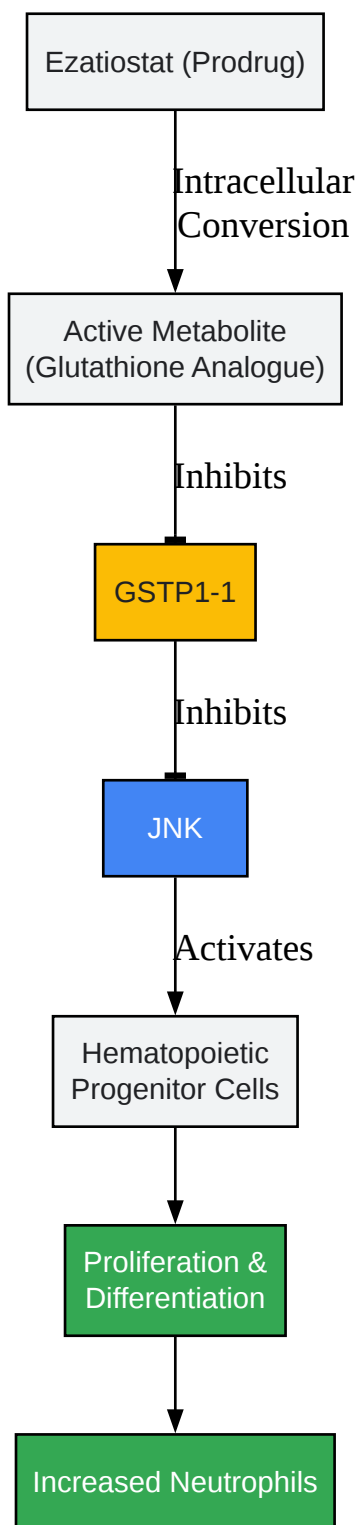 Ezatiostat (Prodrug)
Intracellular
Conversion
Active Metabolite
(Glutathione Analogue)
Inhibits
GSTP1-1
Inhibits
JNK
Activates
Hematopoietic
Progenitor Cells
Proliferation &
Differentiation
Increased Neutrophils